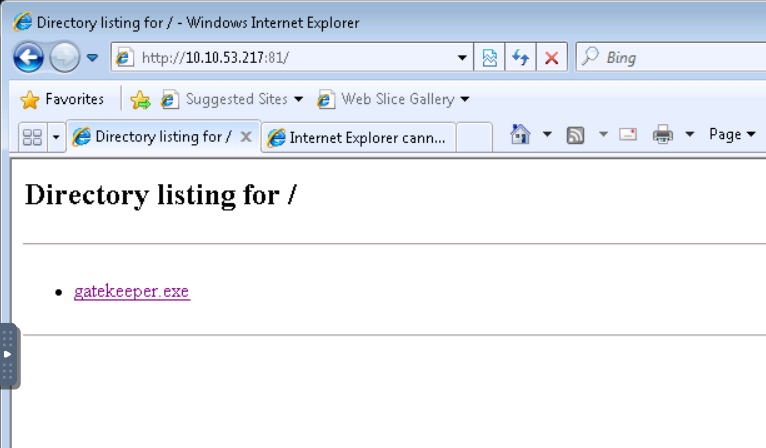 Directory listing for / - Windows Internet Explorer
http://10.10.53.217:81/
Bing
Favorites
Suggested Sites
Web Slice Gallery
Directory listing for /
Internet Explorer cann...
Page
Directory listing for /
gatekeeper.exe